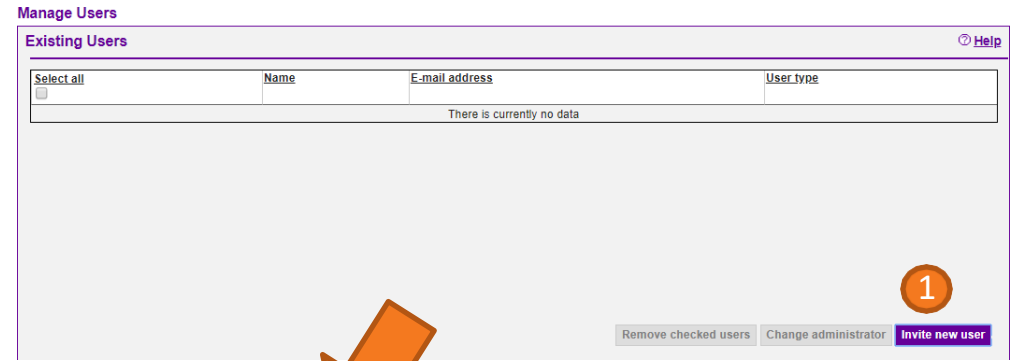 Manage Users
Existing Users
? Help
Select all Name E-mail address User type
There is currently no data
1
Remove checked users Change administrator Invite new user